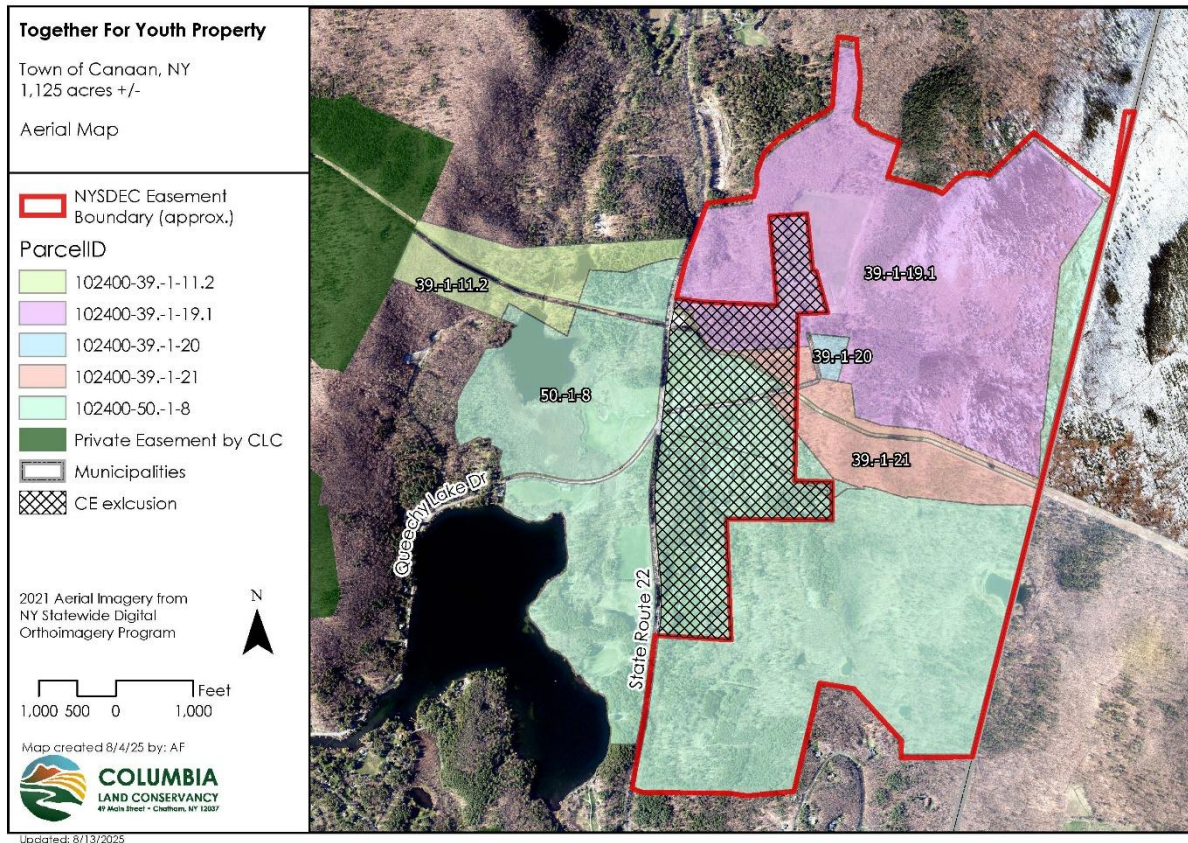 Together For Youth Property
Town of Canaan, NY
1,125 acres +/-
Aerial Map
NYSDEC Easement
Boundary (approx.)
ParcelID
102400-39.-1-11.2
102400-39.-1-19.1
102400-39.-1-20
102400-39.-1-21
102400-50.-1-8
Private Easement by CLC
Municipalities
CE exlcusion
2021 Aerial Imagery from
NY Statewide Digital
Orthoimagery Program
N
Feet
1,000 500 0 1,000
Map created 8/4/25 by: AF
COLUMBIA
LAND CONSERVANCY
49 Main Street • Chatham, NY 12037
Updated: 8/13/2025
39.-1-11.2
39.-1-19.1
39.-1-20
50.-1-8
39.-1-21
Queechy Lake Dr
State Route 22